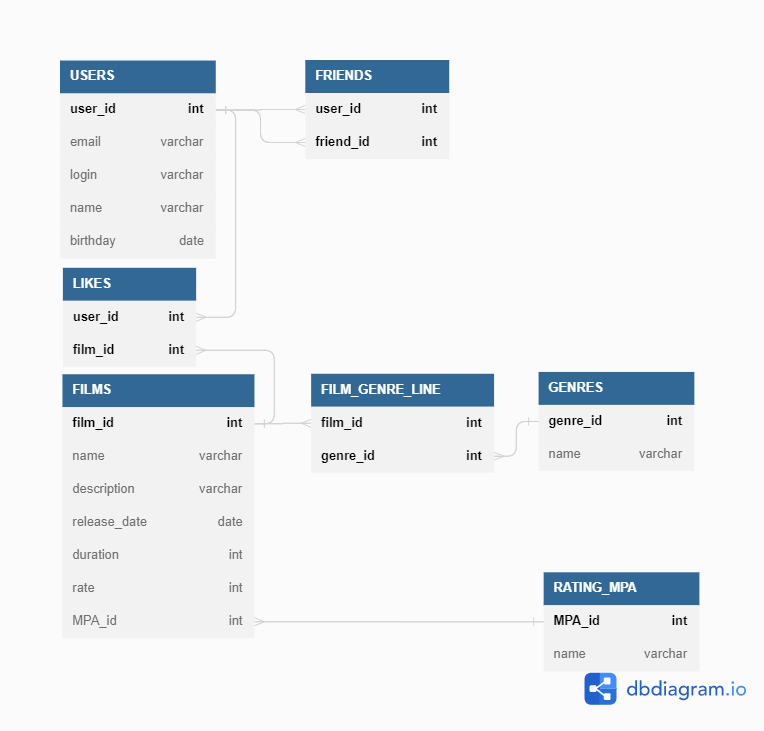 USERS
user_id int
email varchar
login varchar
name varchar
birthday date
FRIENDS
user_id int
friend_id int
LIKES
user_id int
film_id int
FILMS
film_id int
name varchar
description varchar
release_date date
duration int
rate int
MPA_id int
FILM_GENRE_LINE
film_id int
genre_id int
GENRES
genre_id int
name varchar
RATING_MPA
MPA_id int
name varchar
dbdiagram.io